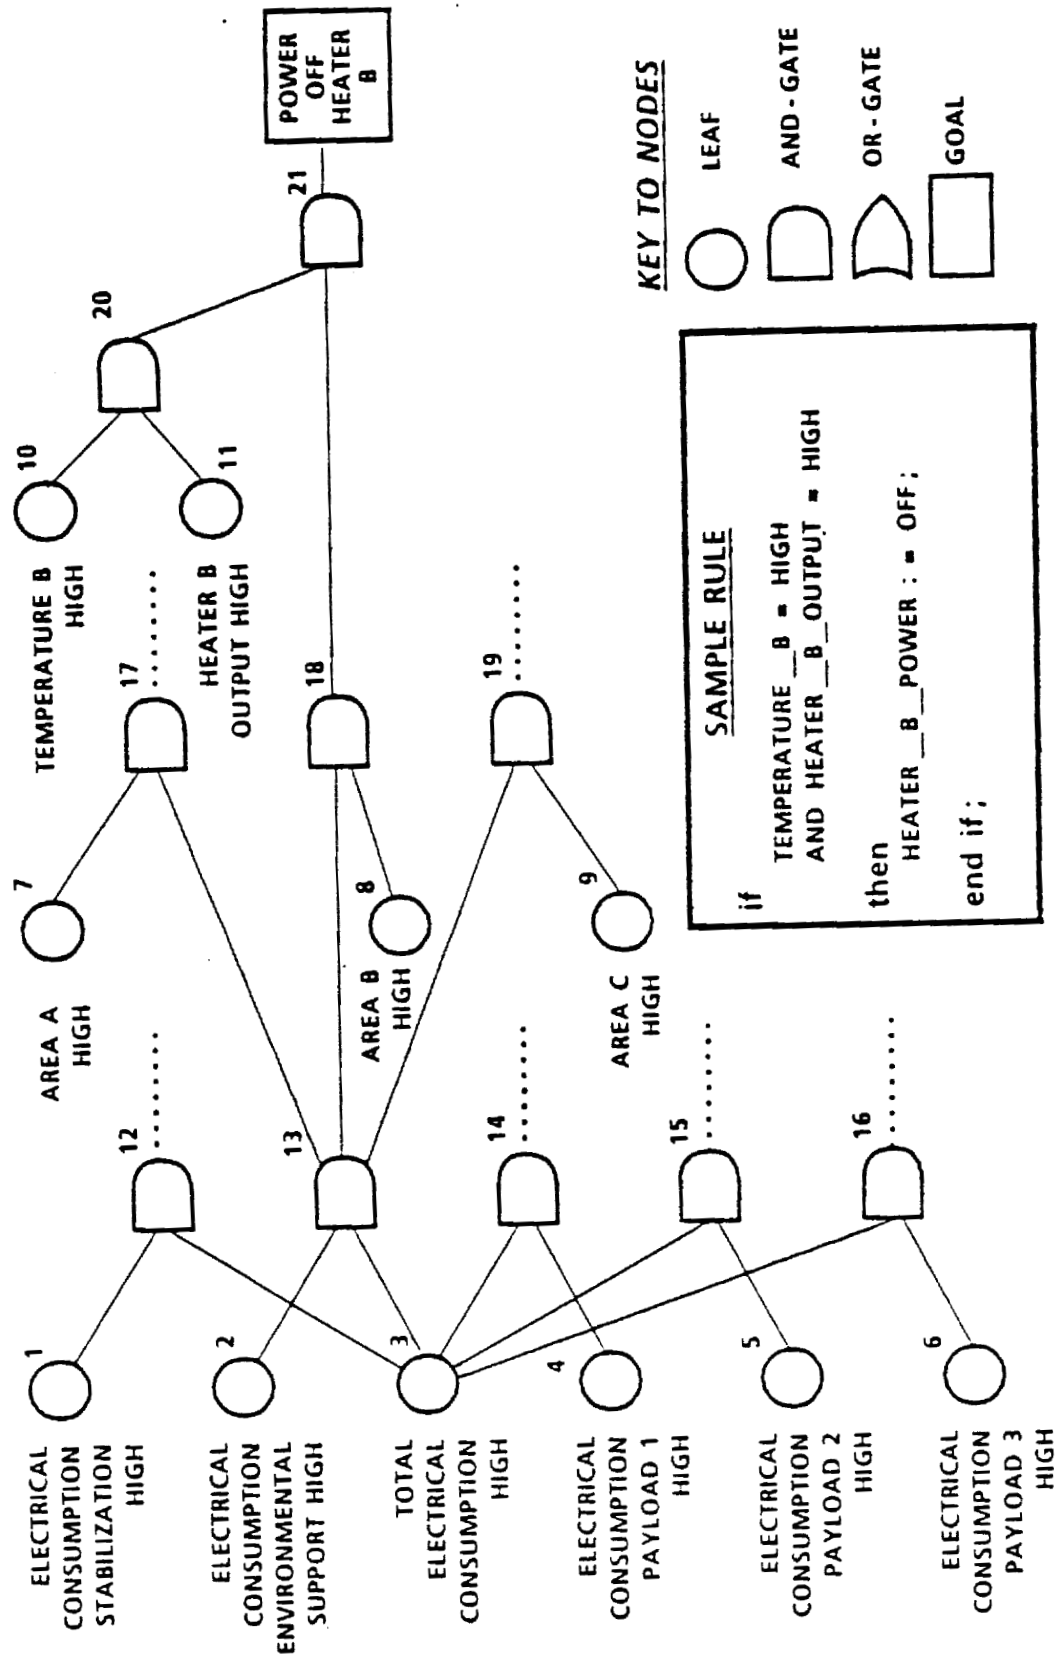 ELECTRICAL
CONSUMPTION
STABILIZATION
HIGH
1
ELECTRICAL
CONSUMPTION
ENVIRONMENTAL
SUPPORT HIGH
2
TOTAL
ELECTRICAL
CONSUMPTION
HIGH
3
ELECTRICAL
CONSUMPTION
PAYLOAD 1
HIGH
4
ELECTRICAL
CONSUMPTION
PAYLOAD 2
HIGH
5
ELECTRICAL
CONSUMPTION
PAYLOAD 3
HIGH
6
12 ........
13
14 ........
15 ........
16 ........
AREA A
HIGH
7
AREA B
HIGH
8
AREA C
HIGH
9
17 ........
18
19 ........
TEMPERATURE B
HIGH
10
HEATER B
OUTPUT HIGH
11
20
21
POWER
OFF
HEATER
B
SAMPLE RULE
if
TEMPERATURE__B = HIGH
AND HEATER__B__OUTPUT = HIGH
then
HEATER__B__POWER : = OFF;
end if;
KEY TO NODES
LEAF
AND-GATE
OR-GATE
GOAL